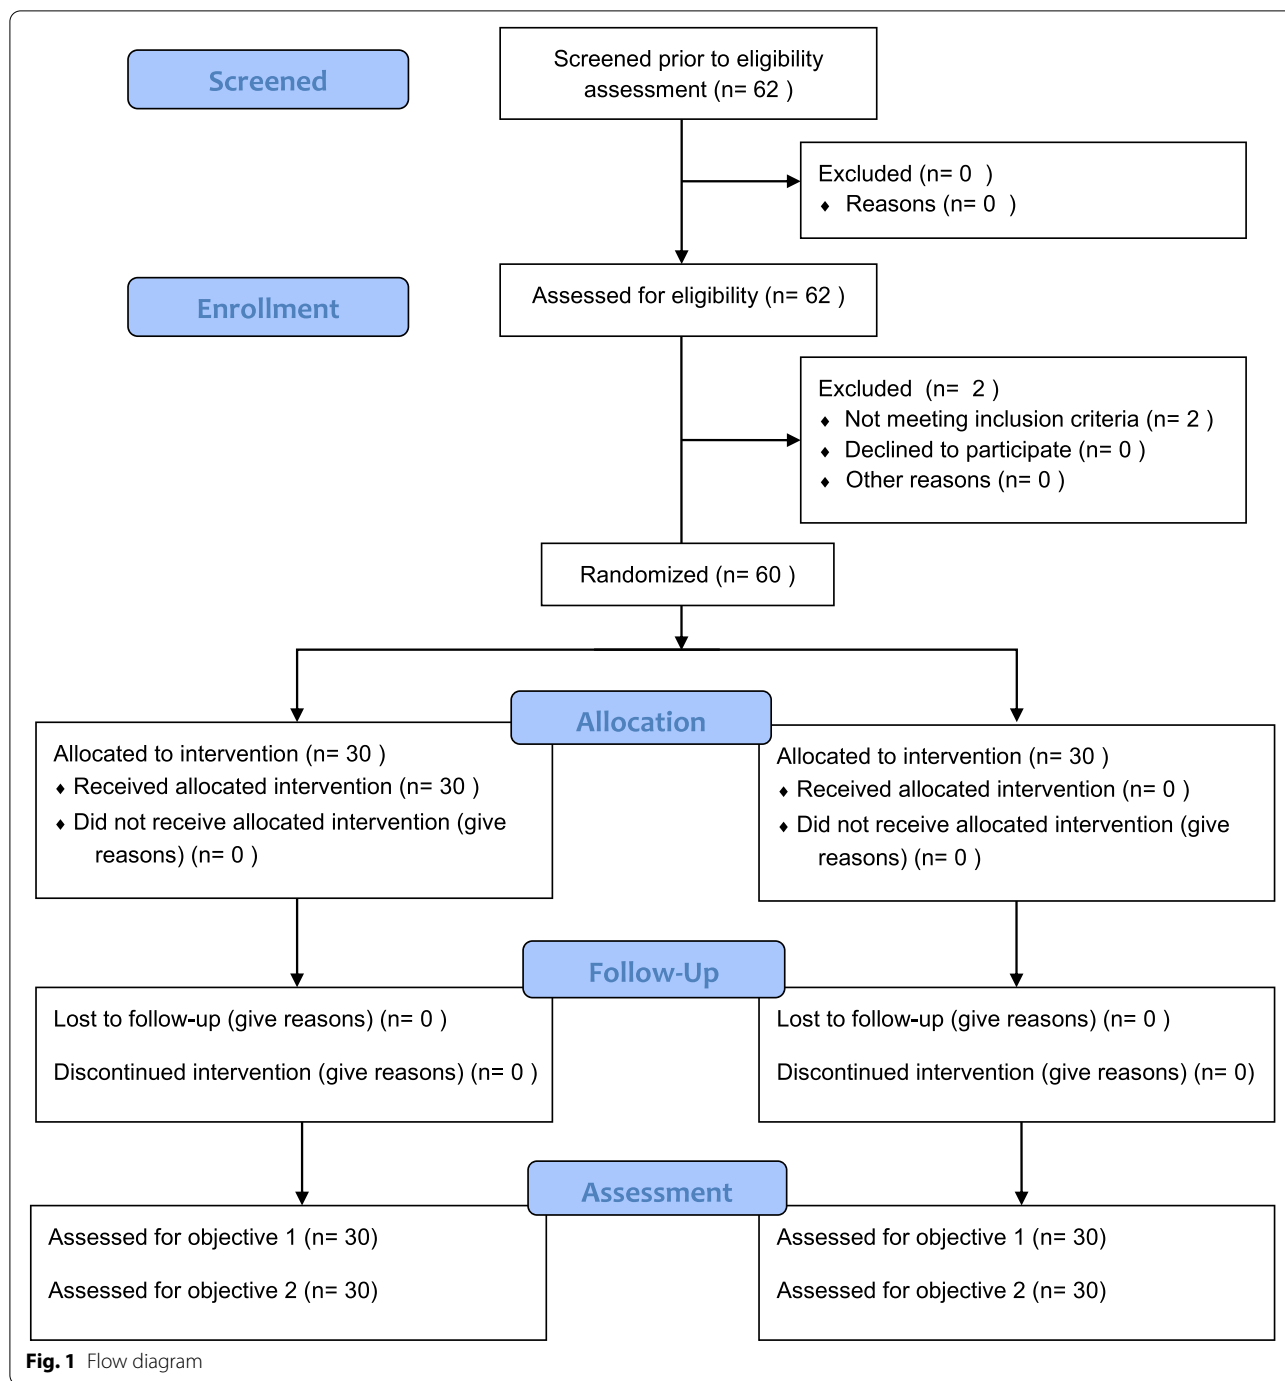 Screened
Screened prior to eligibility
assessment (n= 62 )
Excluded (n= 0 )
♦ Reasons (n= 0 )
Enrollment
Assessed for eligibility (n= 62 )
Excluded (n= 2 )
♦ Not meeting inclusion criteria (n= 2 )
♦ Declined to participate (n= 0 )
♦ Other reasons (n= 0 )
Randomized (n= 60 )
Allocation
Allocated to intervention (n= 30 )
♦ Received allocated intervention (n= 30 )
♦ Did not receive allocated intervention (give
reasons) (n= 0 )
Allocated to intervention (n= 30 )
♦ Received allocated intervention (n= 0 )
♦ Did not receive allocated intervention (give
reasons) (n= 0 )
Follow-Up
Lost to follow-up (give reasons) (n= 0 )
Discontinued intervention (give reasons) (n= 0 )
Lost to follow-up (give reasons) (n= 0 )
Discontinued intervention (give reasons) (n= 0)
Assessment
Assessed for objective 1 (n= 30)
Assessed for objective 2 (n= 30)
Assessed for objective 1 (n= 30)
Assessed for objective 2 (n= 30)
Fig. 1 Flow diagram